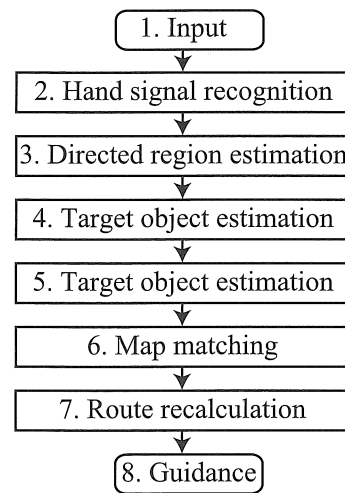 1. Input
2. Hand signal recognition
3. Directed region estimation
4. Target object estimation
5. Target object estimation
6. Map matching
7. Route recalculation
8. Guidance